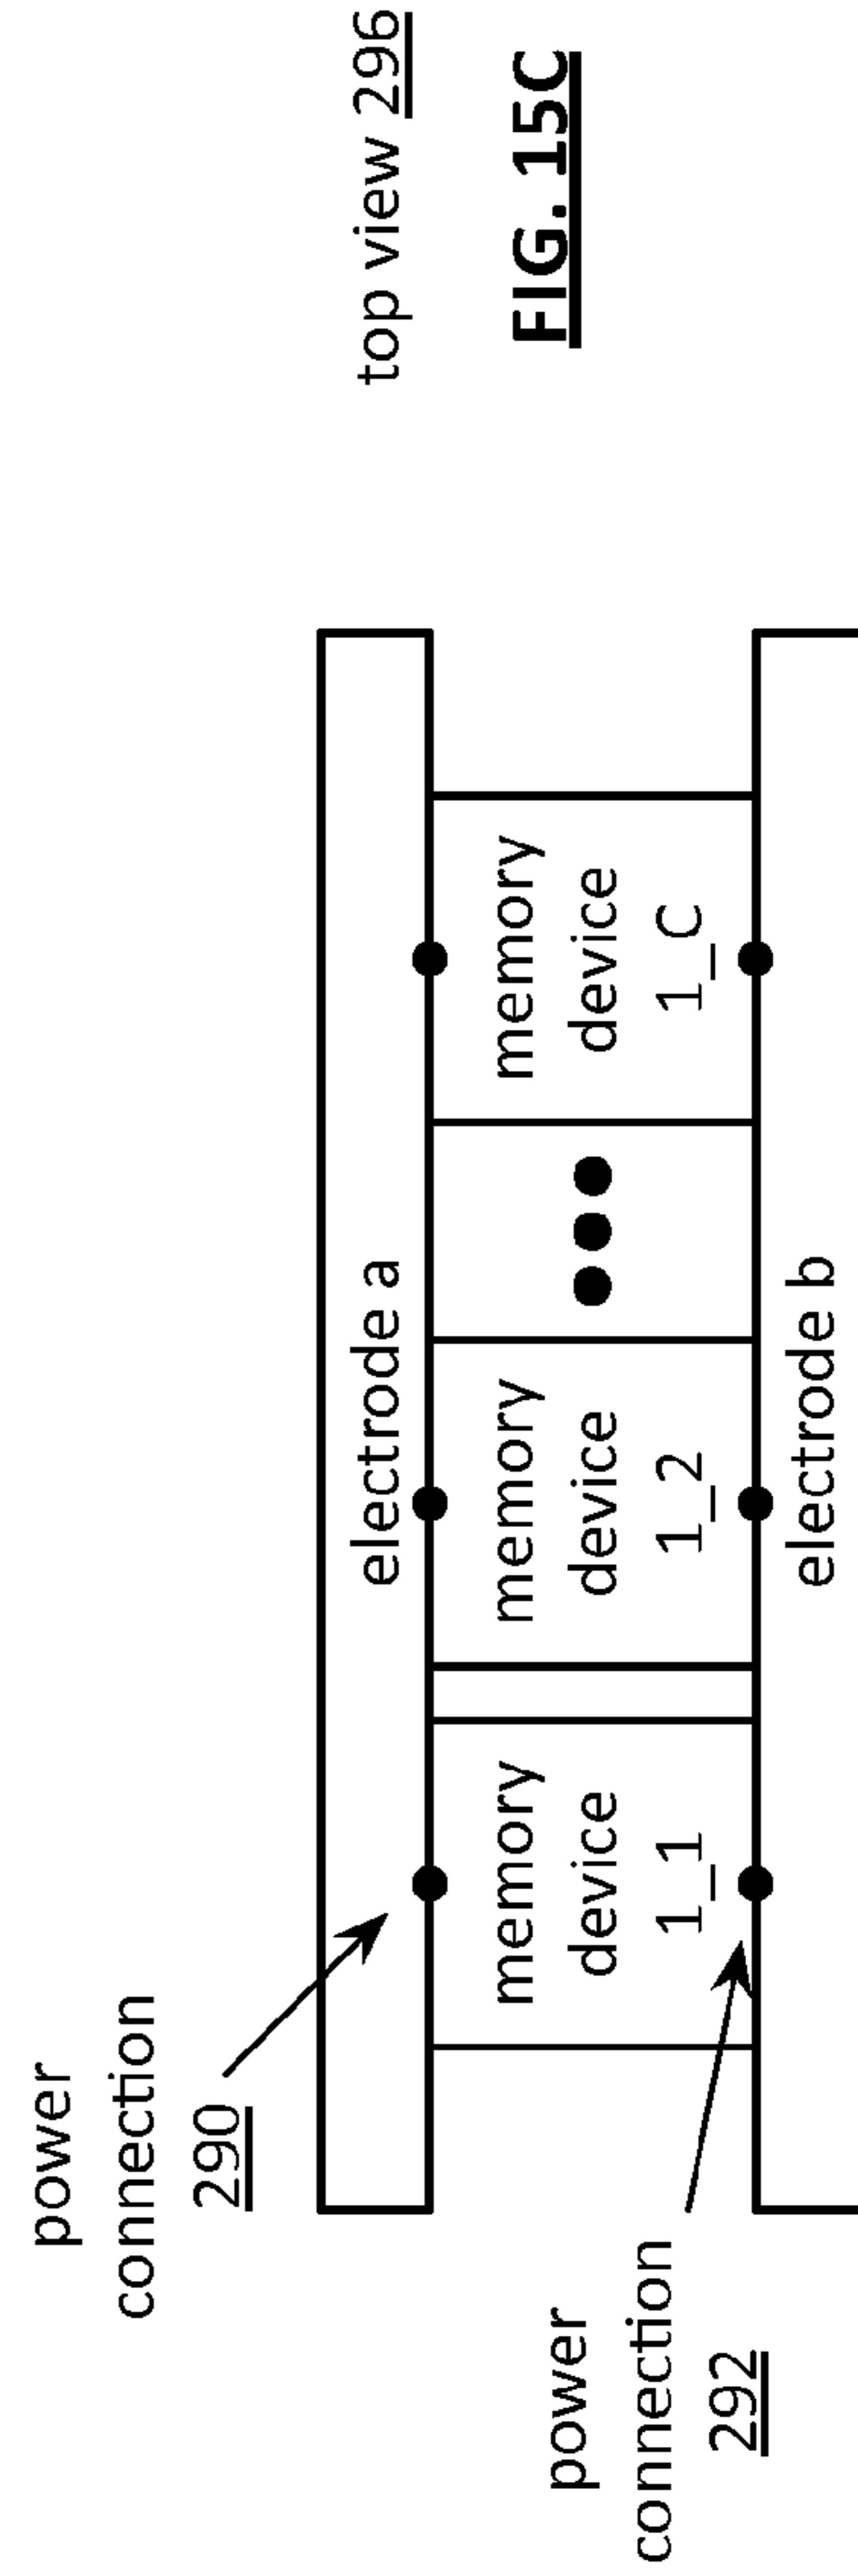 power
connection
290
electrode a
top view 296
memory
device
1_1
memory
device
1_2
memory
device
1_C
FIG. 15C
power
connection
292
electrode b